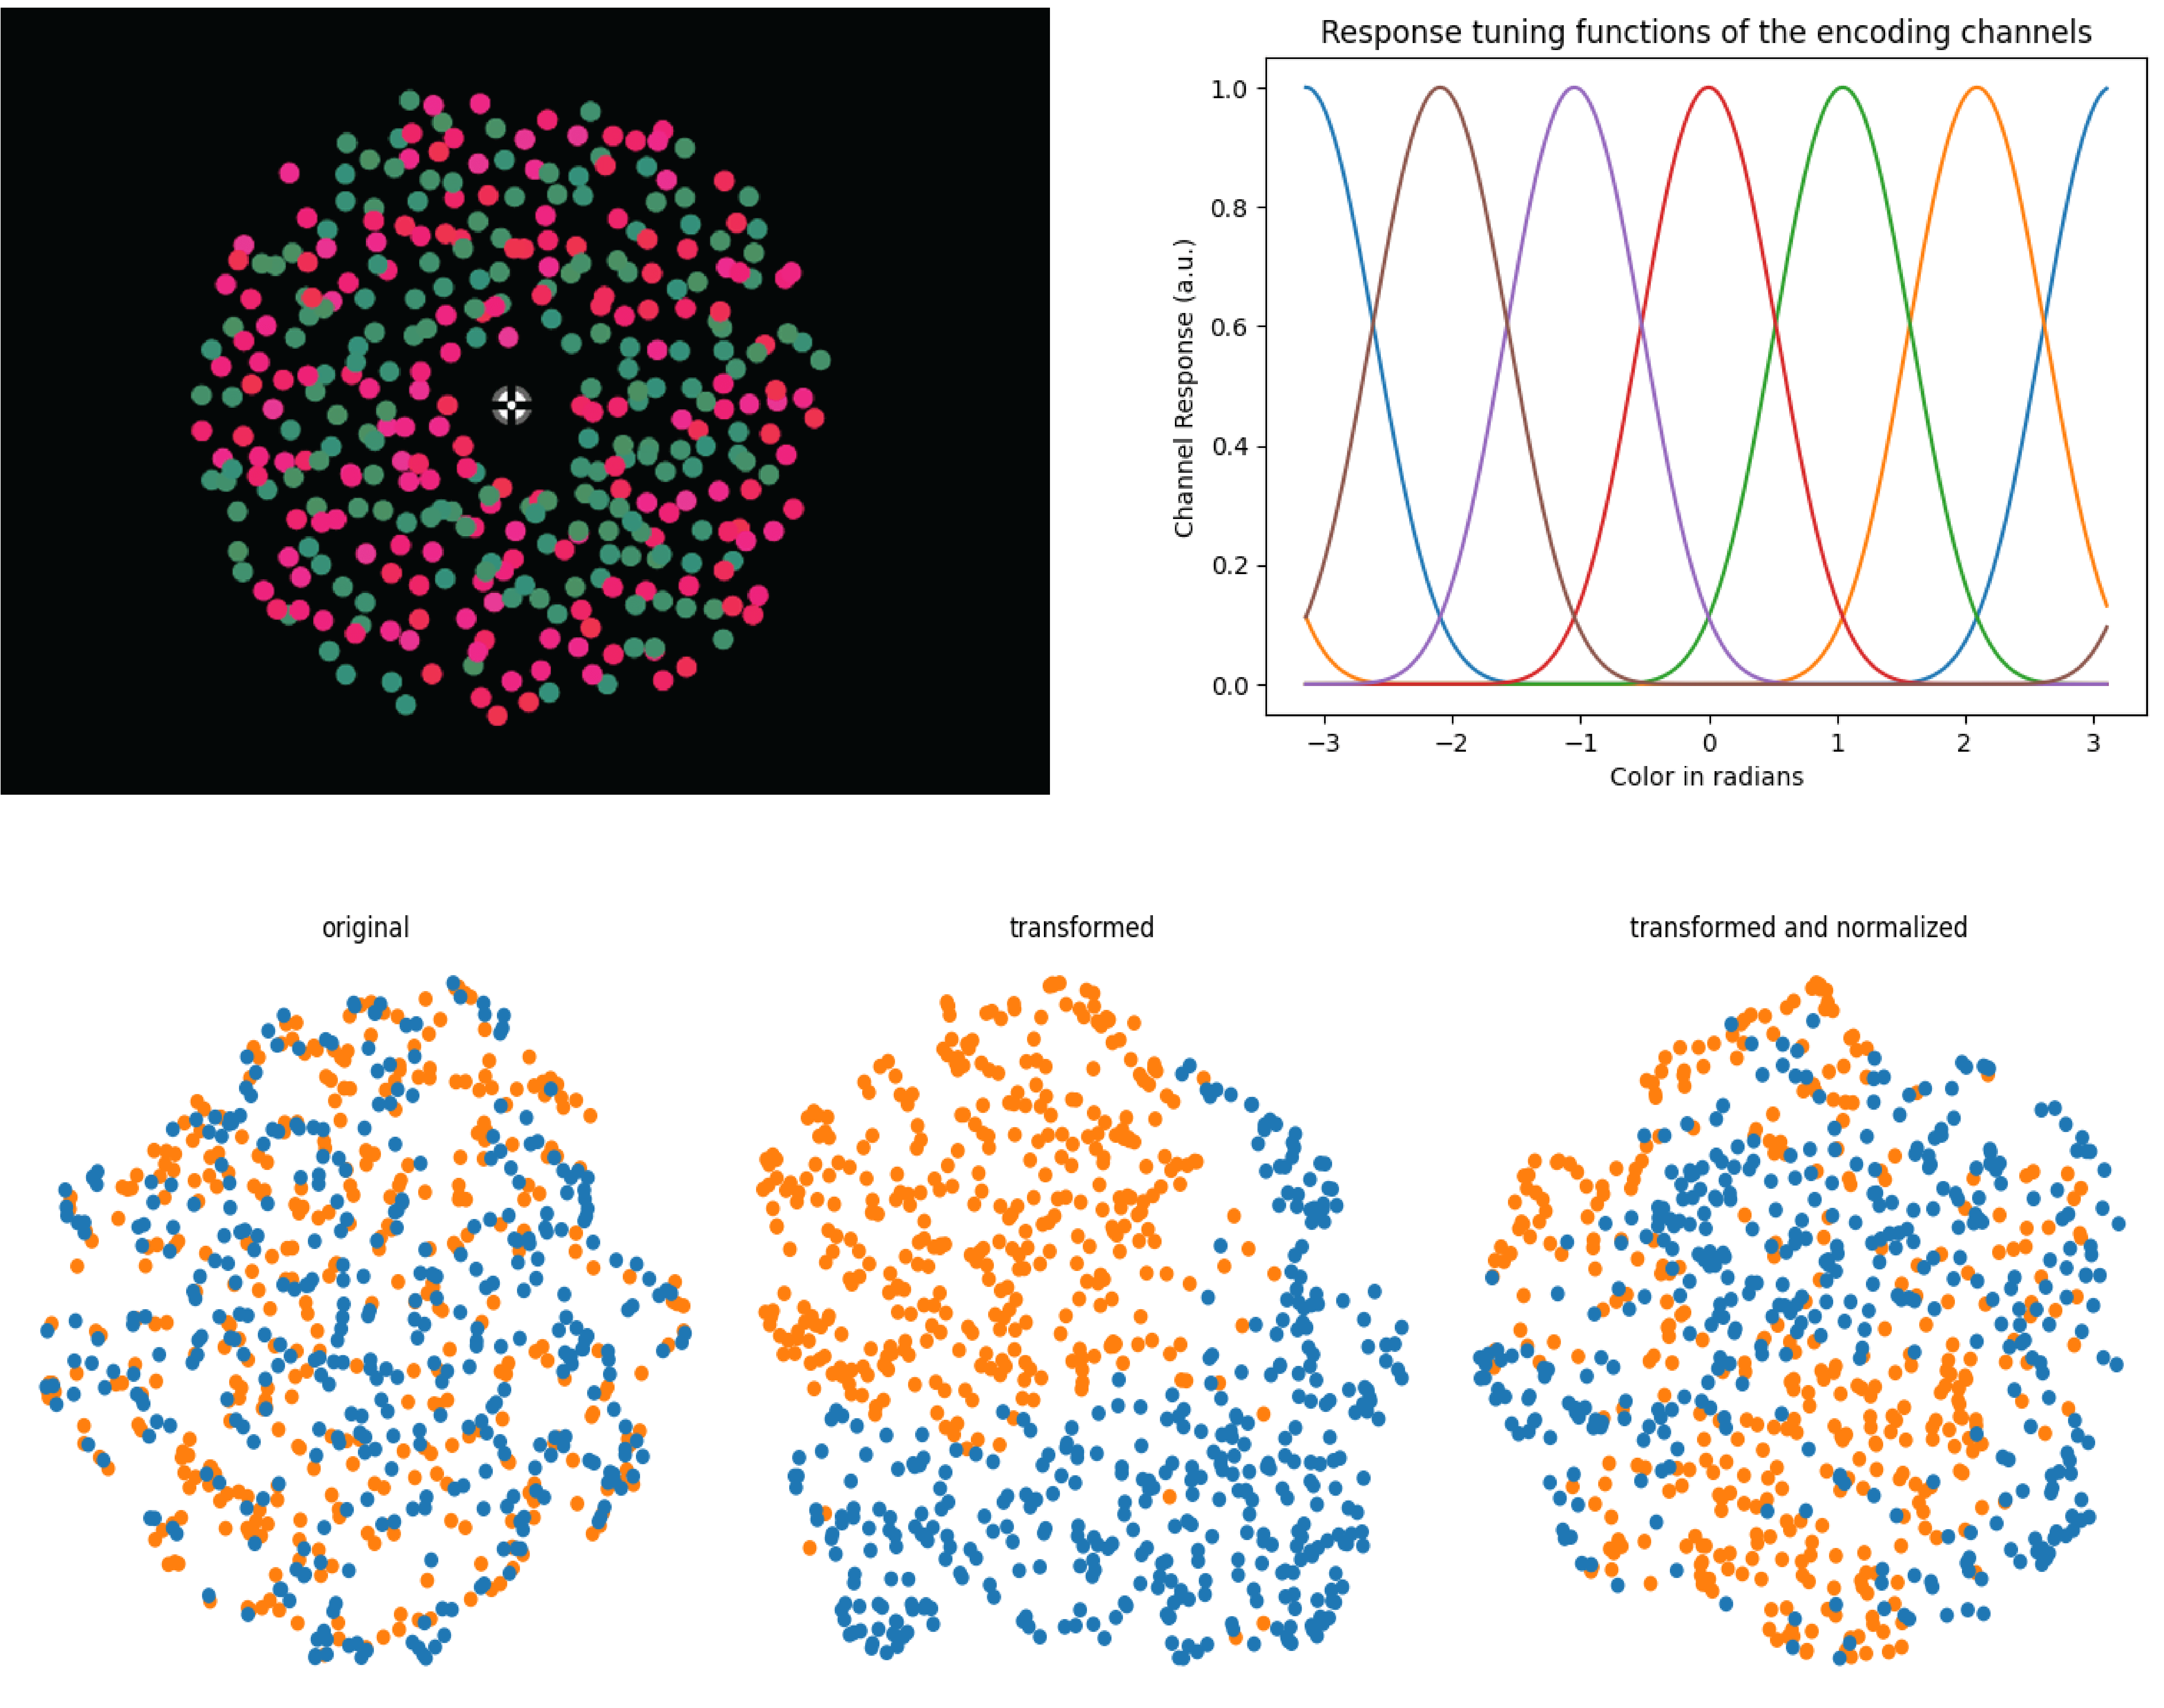 Response tuning functions of the encoding channels
1.0
0.8
0.6
0.4
0.2
0.0
Channel Response (a.u.)
−3 −2 −1 0 1 2 3
Color in radians
original transformed transformed and normalized